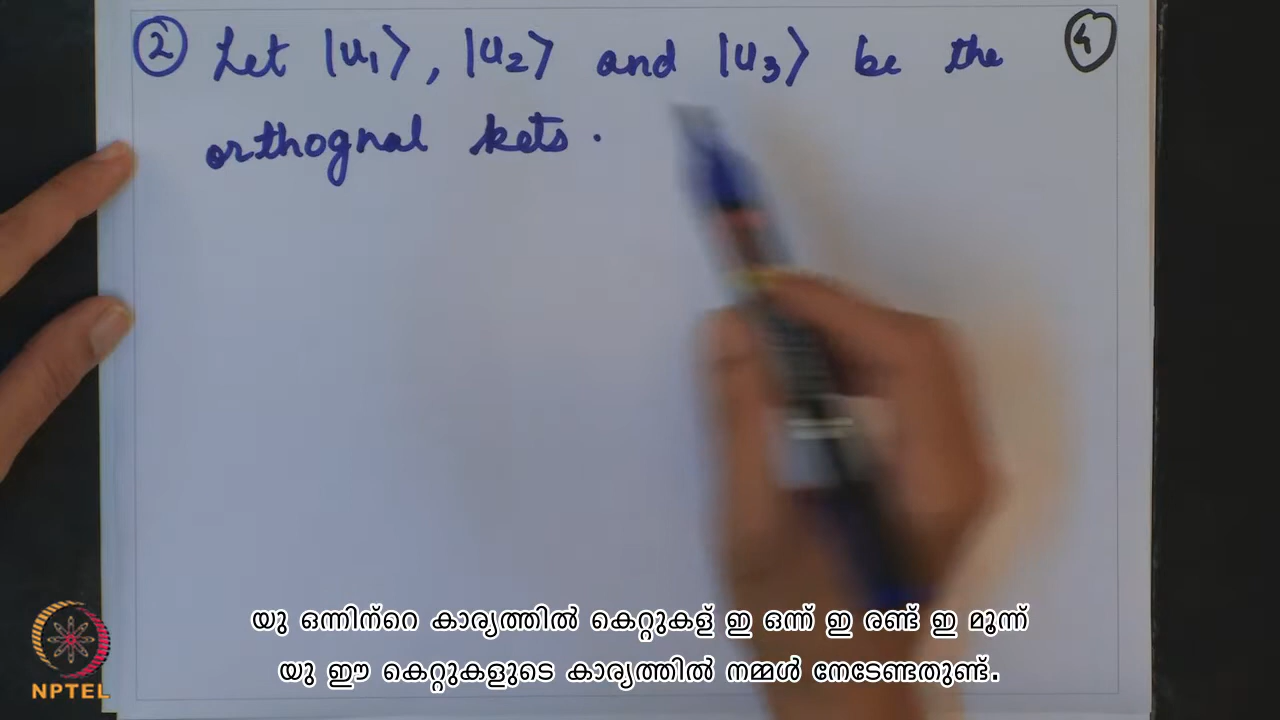 ② Let |u₁⟩, |u₂⟩ and |u₃⟩ be the ④
orthognal kets.
യു ഒന്നിന്റെ കാര്യത്തിൽ കെറ്റുകള് ഇ ഒന്ന് ഇ രണ്ട് ഇ മൂന്ന്
യു ഈ കെറ്റുകളുടെ കാര്യത്തിൽ നമ്മൾ നേടേണ്ടതുണ്ട്.
NPTEL